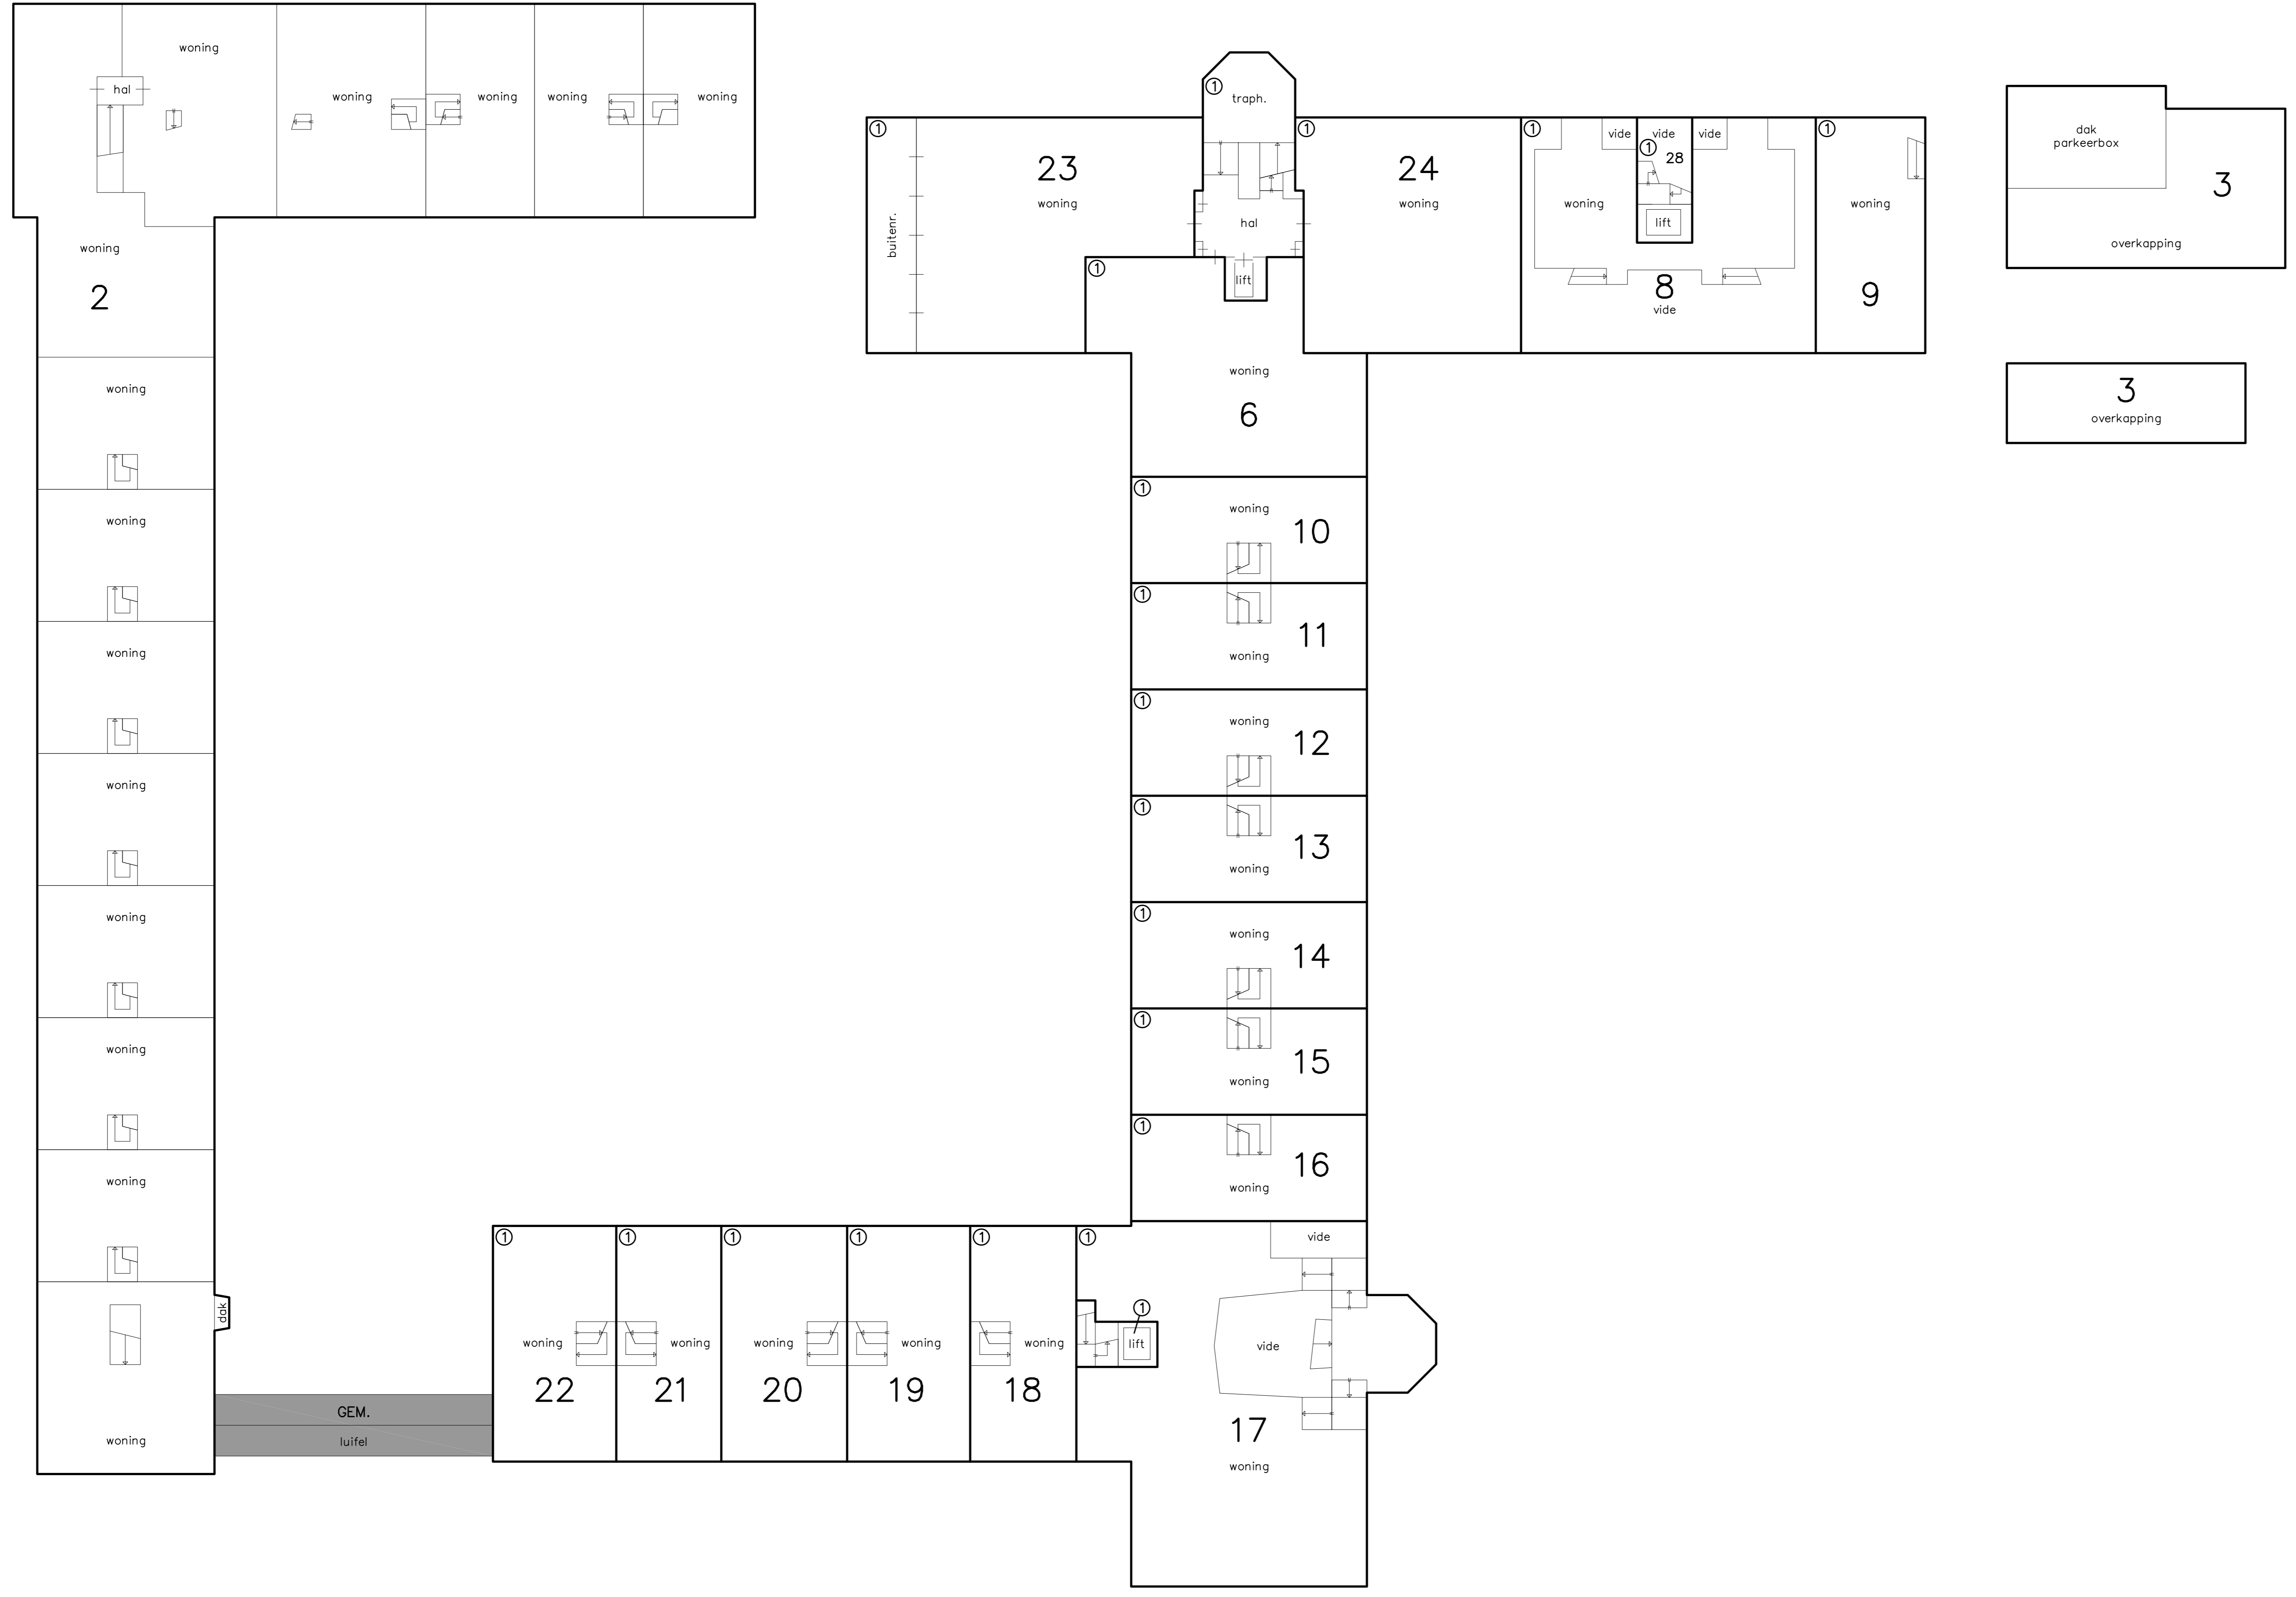 woning
hal
woning
woning
woning
woning
woning
2
woning
woning
woning
woning
woning
woning
woning
dak
woning
GEM.
luifel
1
traph.
1
buitenr.
23
woning
hal
lift
1
24
woning
1
woning
6
1
vide
vide
vide
1
28
lift
woning
8
vide
1
woning
9
dak
parkeerbox
3
overkapping
3
overkapping
1
woning
10
1
11
woning
1
woning
12
1
13
woning
1
woning
14
1
15
woning
1
16
woning
1
woning
22
1
woning
21
1
woning
20
1
woning
19
1
woning
18
1
1
lift
vide
vide
17
woning